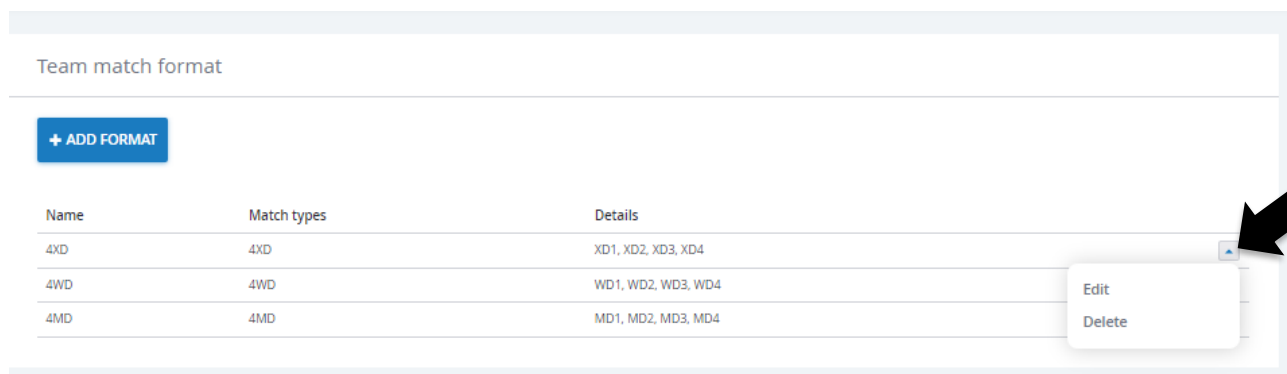 Team match format
+ ADD FORMAT
Name Match types Details
4XD 4XD XD1, XD2, XD3, XD4
4WD 4WD WD1, WD2, WD3, WD4
Edit
4MD 4MD MD1, MD2, MD3, MD4
Delete